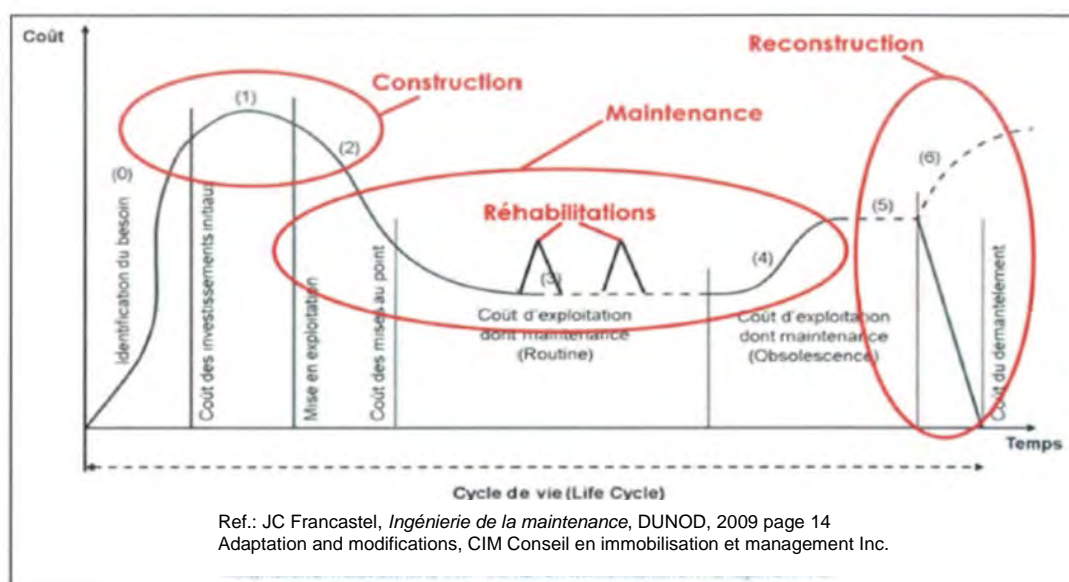 Coût
Reconstruction
Construction
Maintenance
(0)
(1)
(2)
Réhabilitations
(3)
(4)
(5)
(6)
Identification du besoin
Coût des investissements initiaux
Mise en exploitation
Coût des mises au point
Coût d'exploitation
dont maintenance
(Routine)
Coût d'exploitation
dont maintenance
(Obsolescence)
Coût du démantelement
Temps
Cycle de vie (Life Cycle)
Ref.: JC Francastel, Ingénierie de la maintenance, DUNOD, 2009 page 14
Adaptation and modifications, CIM Conseil en immobilisation et management Inc.